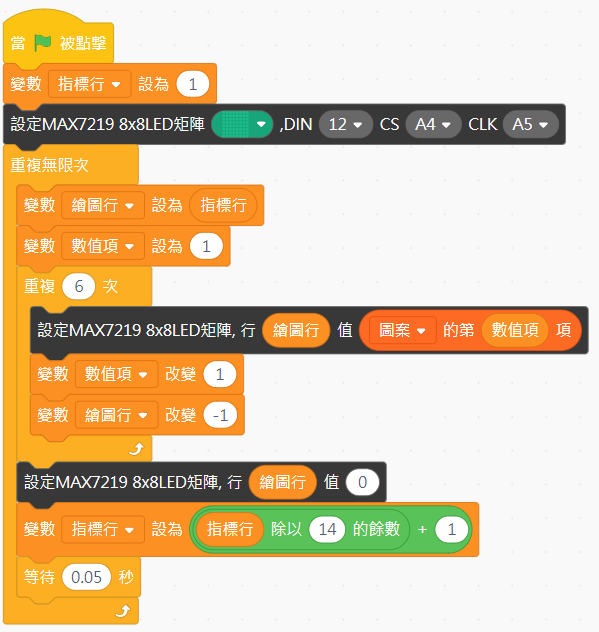 當 被點擊
變數 指標行 設為 1
設定MAX7219 8x8LED矩陣 ,DIN 12 CS A4 CLK A5
重複無限次
變數 繪圖行 設為 指標行
變數 數值項 設為 1
重複 6 次
設定MAX7219 8x8LED矩陣, 行 繪圖行 值 圖案 的第 數值項 項
變數 數值項 改變 1
變數 繪圖行 改變 -1
設定MAX7219 8x8LED矩陣, 行 繪圖行 值 0
變數 指標行 設為 指標行 除以 14 的餘數 + 1
等待 0.05 秒